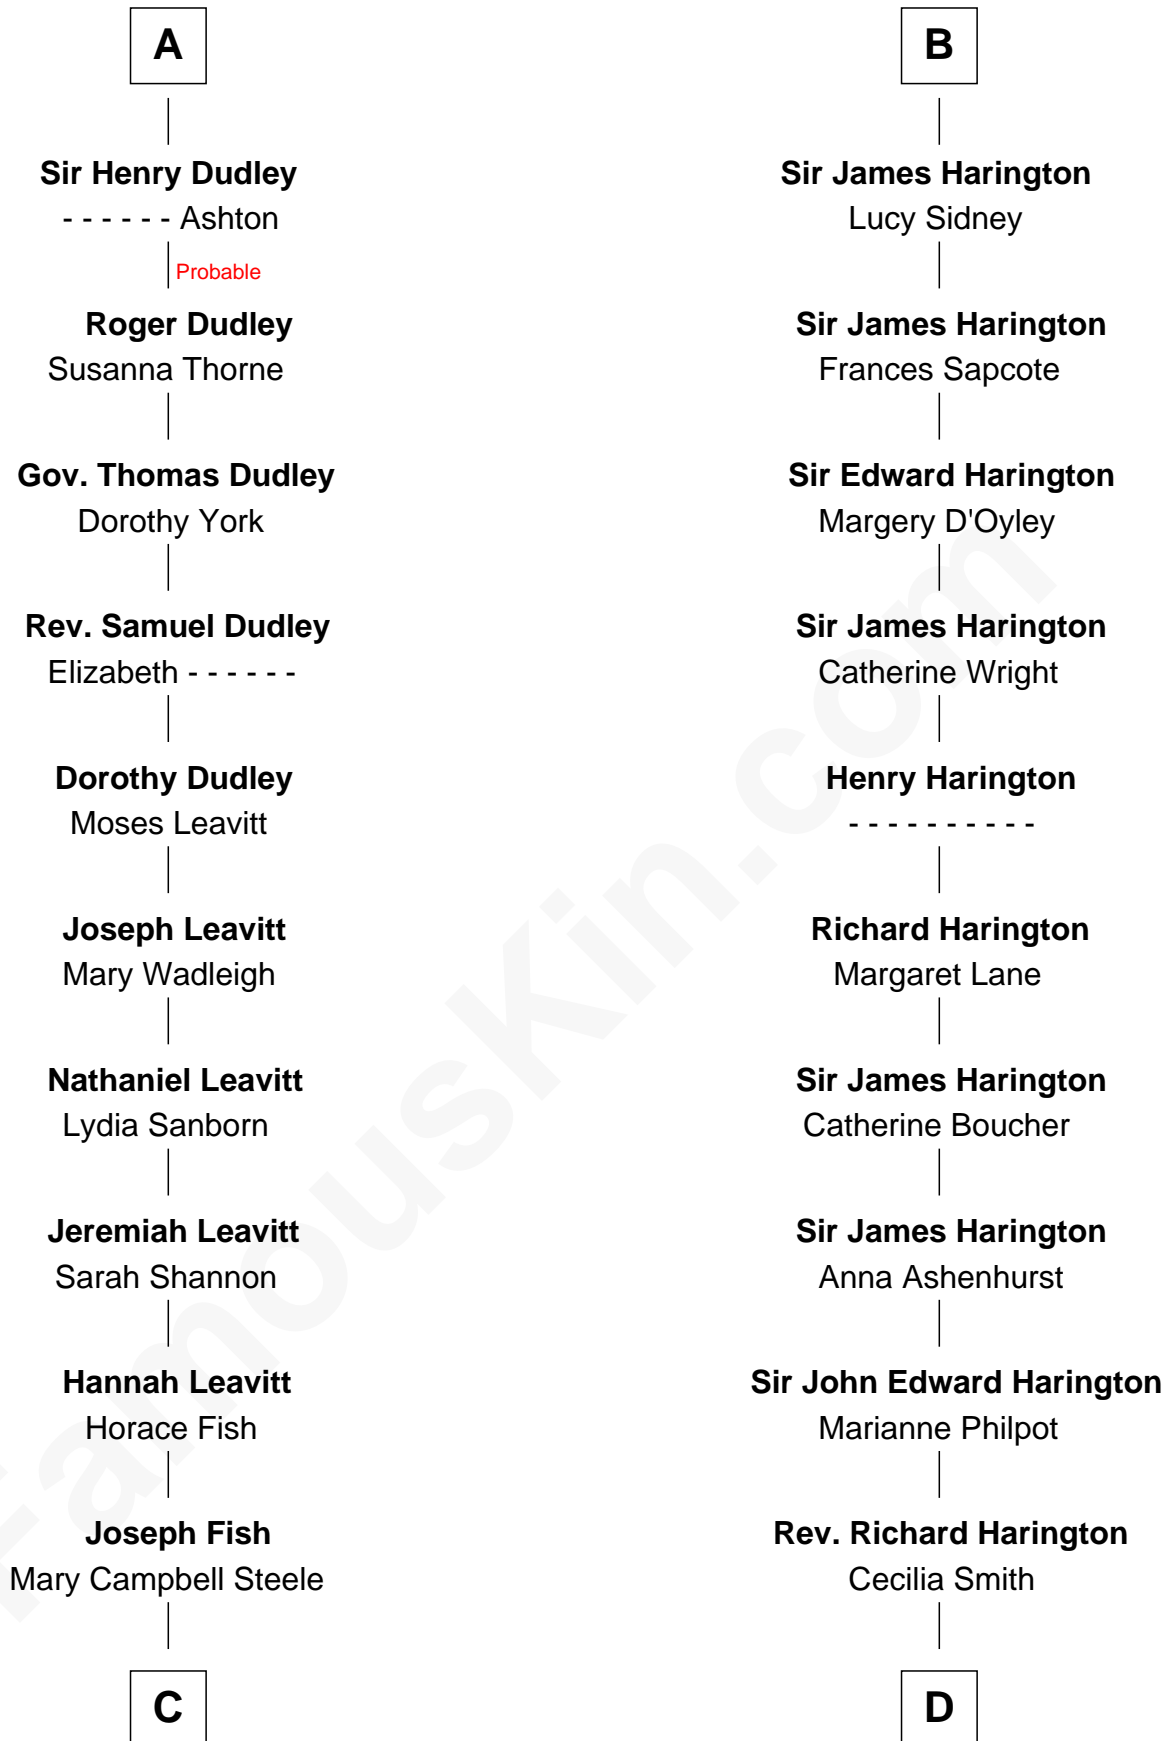 A
Sir Henry Dudley
- - - - - - Ashton
Probable
Roger Dudley
Susanna Thorne
Gov. Thomas Dudley
Dorothy York
Rev. Samuel Dudley
Elizabeth - - - - - -
Dorothy Dudley
Moses Leavitt
Joseph Leavitt
Mary Wadleigh
Nathaniel Leavitt
Lydia Sanborn
Jeremiah Leavitt
Sarah Shannon
Hannah Leavitt
Horace Fish
Joseph Fish
Mary Campbell Steele
C
B
Sir James Harington
Lucy Sidney
Sir James Harington
Frances Sapcote
Sir Edward Harington
Margery D'Oyley
Sir James Harington
Catherine Wright
Henry Harington
- - - - - - - - - -
Richard Harington
Margaret Lane
Sir James Harington
Catherine Boucher
Sir James Harington
Anna Ashenhurst
Sir John Edward Harington
Marianne Philpot
Rev. Richard Harington
Cecilia Smith
D
FamousKin.com